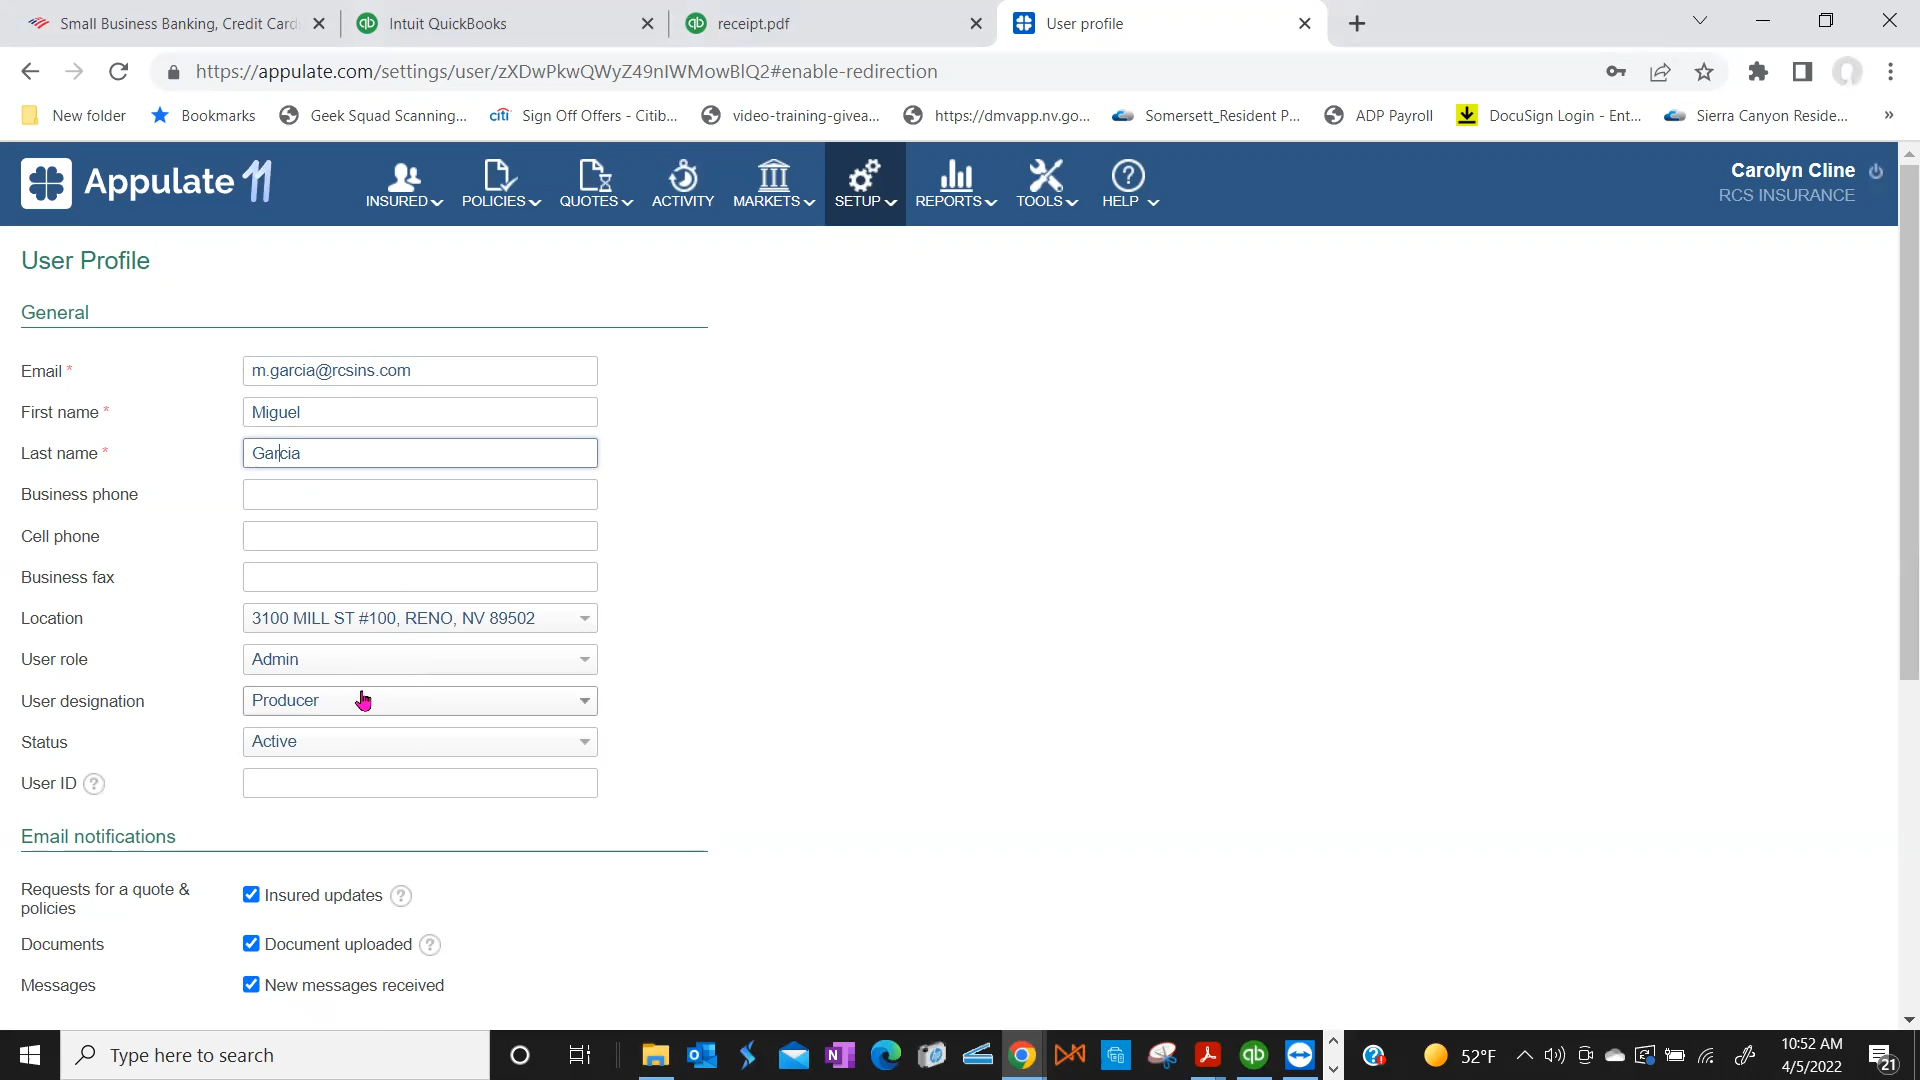 Small Business Banking, Credit Card
Intuit QuickBooks
receipt.pdf
User profile
https://appulate.com/settings/user/zXDwPkwQWyZ49nIWMowBlQ2#enable-redirection
New folder
Bookmarks
Geek Squad Scanning...
citi
Sign Off Offers - Citib...
video-training-givea...
https://dmvapp.nv.go...
Somersett_Resident P...
ADP Payroll
DocuSign Login - Ent...
Sierra Canyon Reside...
»
Appulate 11
INSURED
POLICIES
QUOTES
ACTIVITY
MARKETS
SETUP
REPORTS
TOOLS
HELP
Carolyn Cline
RCS INSURANCE
User Profile
General
Email * m.garcia@rcsins.com
First name * Miguel
Last name * Garcia
Business phone
Cell phone
Business fax
Location 3100 MILL ST #100, RENO, NV 89502
User role Admin
User designation Producer
Status Active
User ID ?
Email notifications
Requests for a quote &
policies
Insured updates ?
Documents Document uploaded ?
Messages New messages received
Type here to search
52°F
10:52 AM
4/5/2022
21